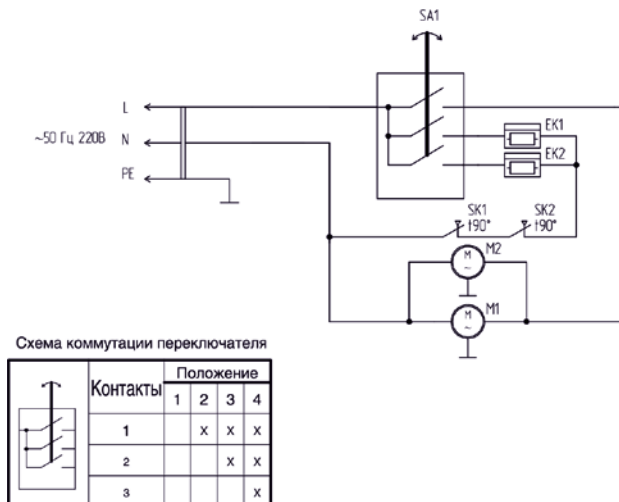 SA1
L
~50 Гц 220В
N
PE
EK1
EK2
SK1
t90°
SK2
t90°
M
~
M2
M
~
M1
Схема коммутации переключателя
Контакты Положение
1 2 3 4
1 x x x
2 x x
3 x